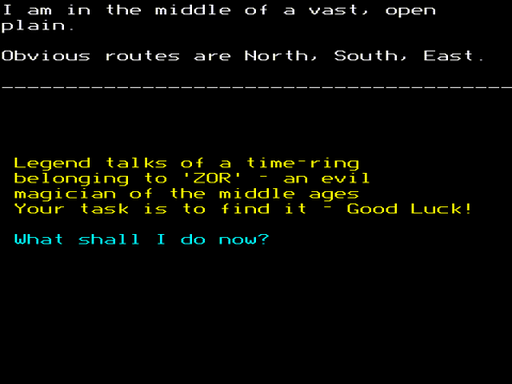 I am in the middle of a vast, open
plain.
Obvious routes are North, South, East.
Legend talks of a time-ring
belonging to 'ZOR' - an evil
magician of the middle ages
Your task is to find it - Good Luck!
What shall I do now?